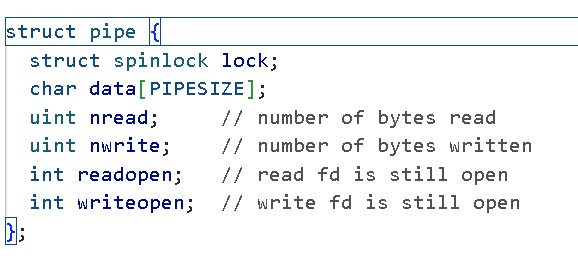 struct pipe {
  struct spinlock lock;
  char data[PIPESIZE];
  uint nread;     // number of bytes read
  uint nwrite;    // number of bytes written
  int readopen;   // read fd is still open
  int writeopen;  // write fd is still open
};